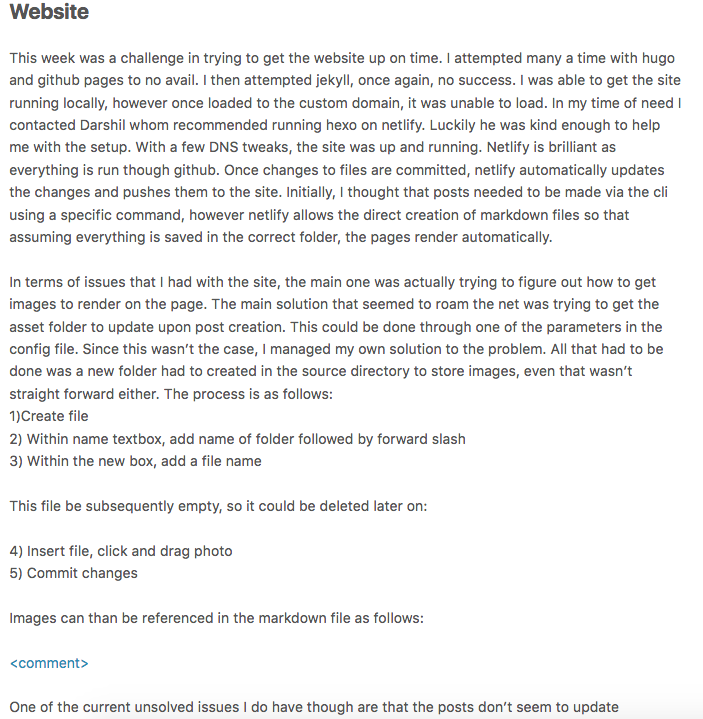 Website
This week was a challenge in trying to get the website up on time. I attempted many a time with hugo
and github pages to no avail. I then attempted jekyll, once again, no success. I was able to get the site
running locally, however once loaded to the custom domain, it was unable to load. In my time of need I
contacted Darshil whom recommended running hexo on netlify. Luckily he was kind enough to help
me with the setup. With a few DNS tweaks, the site was up and running. Netlify is brilliant as
everything is run though github. Once changes to files are committed, netlify automatically updates
the changes and pushes them to the site. Initially, I thought that posts needed to be made via the cli
using a specific command, however netlify allows the direct creation of markdown files so that
assuming everything is saved in the correct folder, the pages render automatically.
In terms of issues that I had with the site, the main one was actually trying to figure out how to get
images to render on the page. The main solution that seemed to roam the net was trying to get the
asset folder to update upon post creation. This could be done through one of the parameters in the
config file. Since this wasn’t the case, I managed my own solution to the problem. All that had to be
done was a new folder had to created in the source directory to store images, even that wasn’t
straight forward either. The process is as follows:
1)Create file
2) Within name textbox, add name of folder followed by forward slash
3) Within the new box, add a file name
This file be subsequently empty, so it could be deleted later on:
4) Insert file, click and drag photo
5) Commit changes
Images can than be referenced in the markdown file as follows:
<comment>
One of the current unsolved issues I do have though are that the posts don’t seem to update